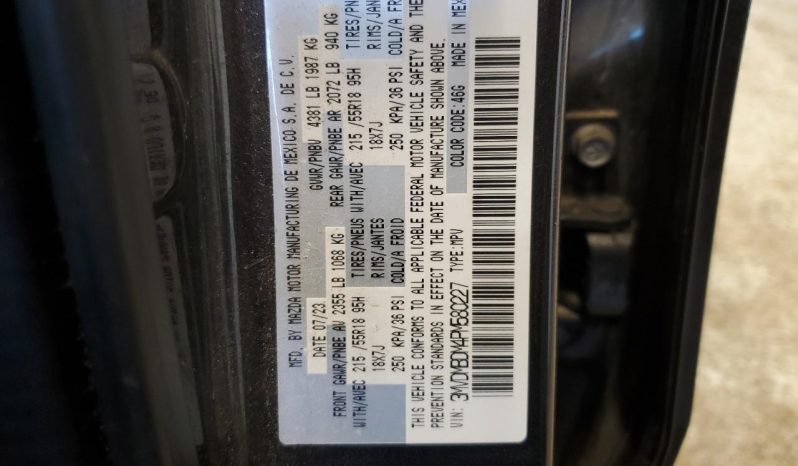 MFD. BY MAZDA MOTOR MANUFACTURING DE MEXICO S.A. DE C.V.
DATE 07/23 GVWR/PNBV 4381 LB 1987 KG
FRONT GAWR/PNBE AV 2355 LB 1068 KG REAR GAWR/PNBE AR 2072 LB 940 KG
WITH/AVEC 215 /55R18 95H TIRES/PNEUS WITH/AVEC 215 /55R18 95H TIRES/PNE
18X7J RIMS/JANTES 18X7J RIMS/JANTES
250 KPA/36 PSI COLD/A FROID 250 KPA/36 PSI COLD/A FROID
THIS VEHICLE CONFORMS TO ALL APPLICABLE FEDERAL MOTOR VEHICLE SAFETY AND THE
PREVENTION STANDARDS IN EFFECT ON THE DATE OF MANUFACTURE SHOWN ABOVE.
VIN: 3MVDMBDY4PM580227 TYPE:MPV COLOR CODE:46G MADE IN MEX